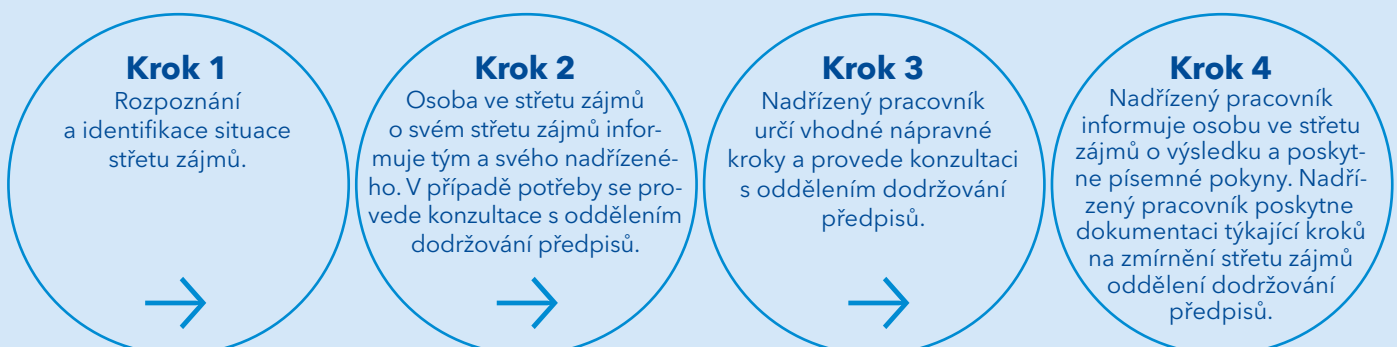 Krok 1
Rozpoznání
a identifikace situace
střetu zájmů.
Krok 2
Osoba ve střetu zájmů
o svém střetu zájmů infor-
muje tým a svého nadřízené-
ho. V případě potřeby se pro-
vede konzultace s oddělením
dodržování předpisů.
Krok 3
Nadřízený pracovník
určí vhodné nápravné
kroky a provede konzultaci
s oddělením dodržování
předpisů.
Krok 4
Nadřízený pracovník
informuje osobu ve střetu
zájmů o výsledku a poskyt-
ne písemné pokyny. Nadří-
zený pracovník poskytne
dokumentaci týkající kroků
na zmírnění střetu zájmů
oddělení dodržování
předpisů.